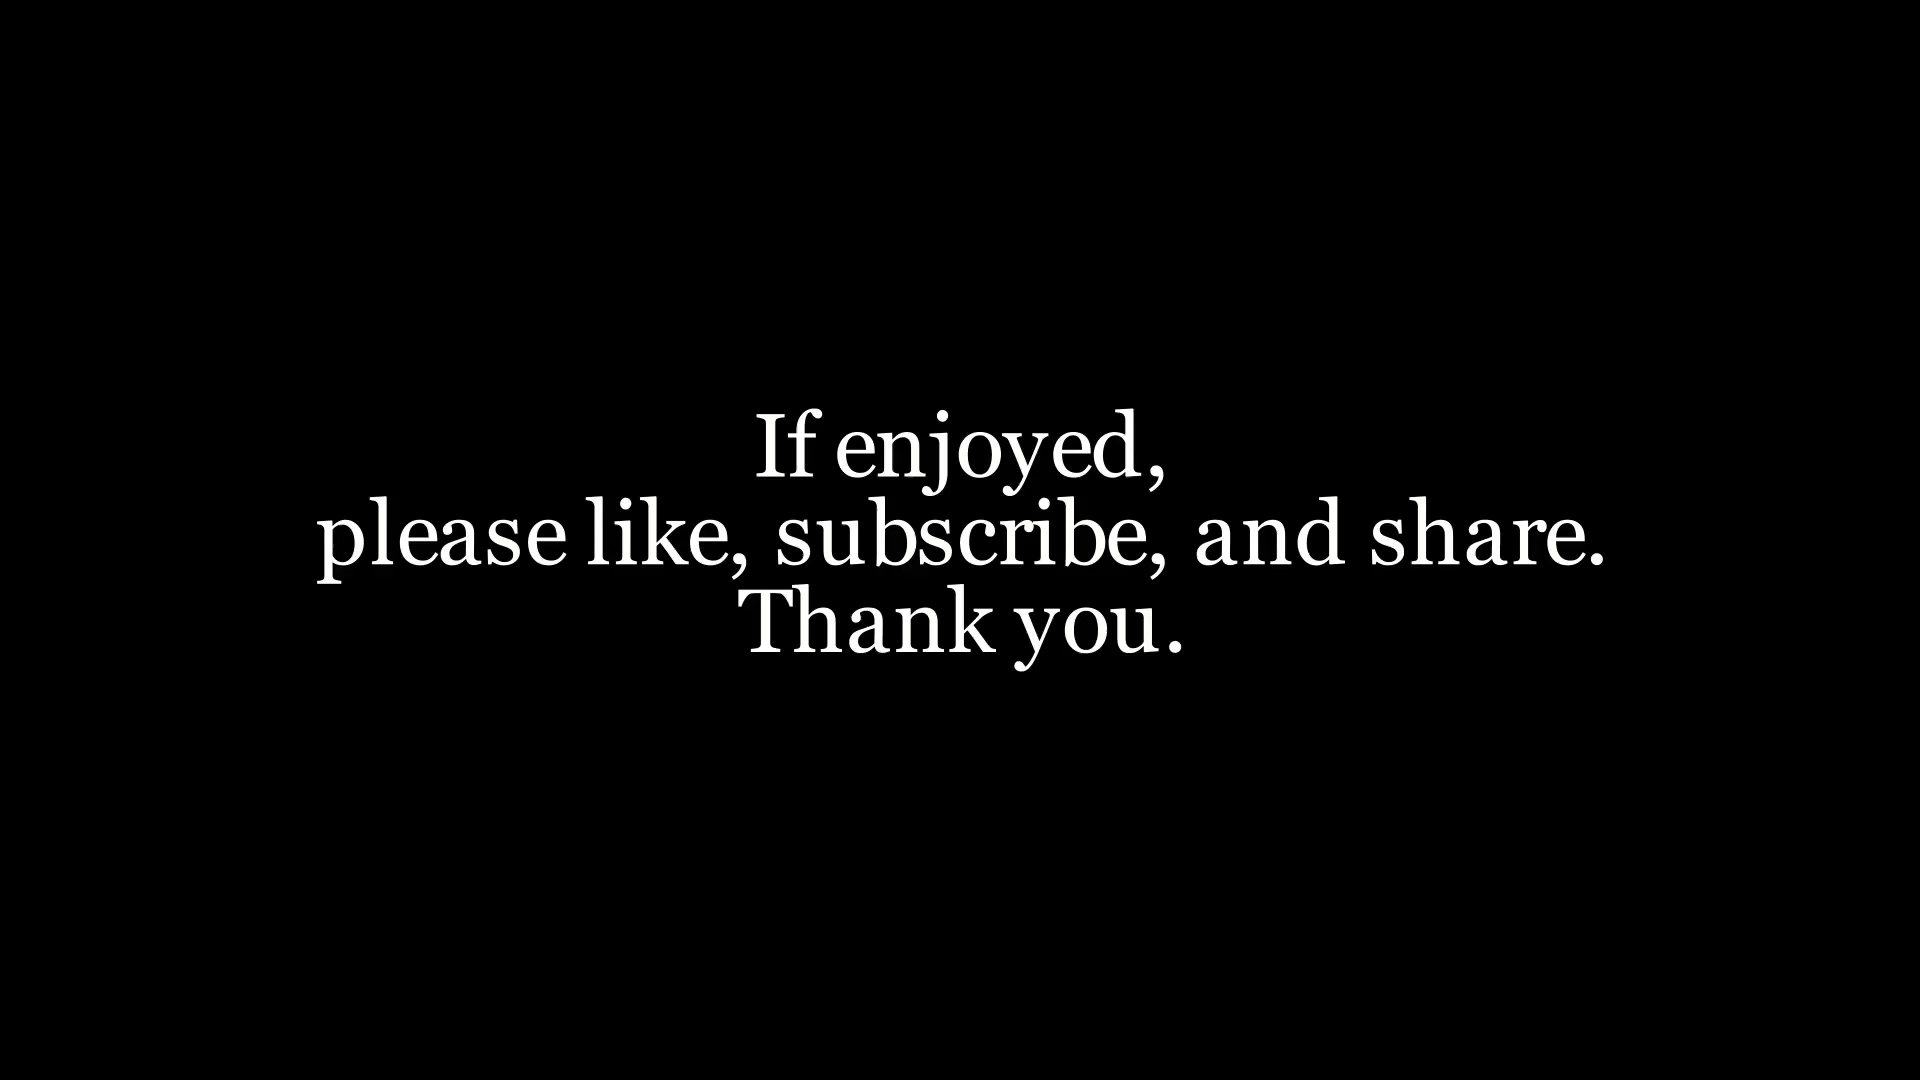 If enjoyed,
please like, subscribe, and share.
Thank you.